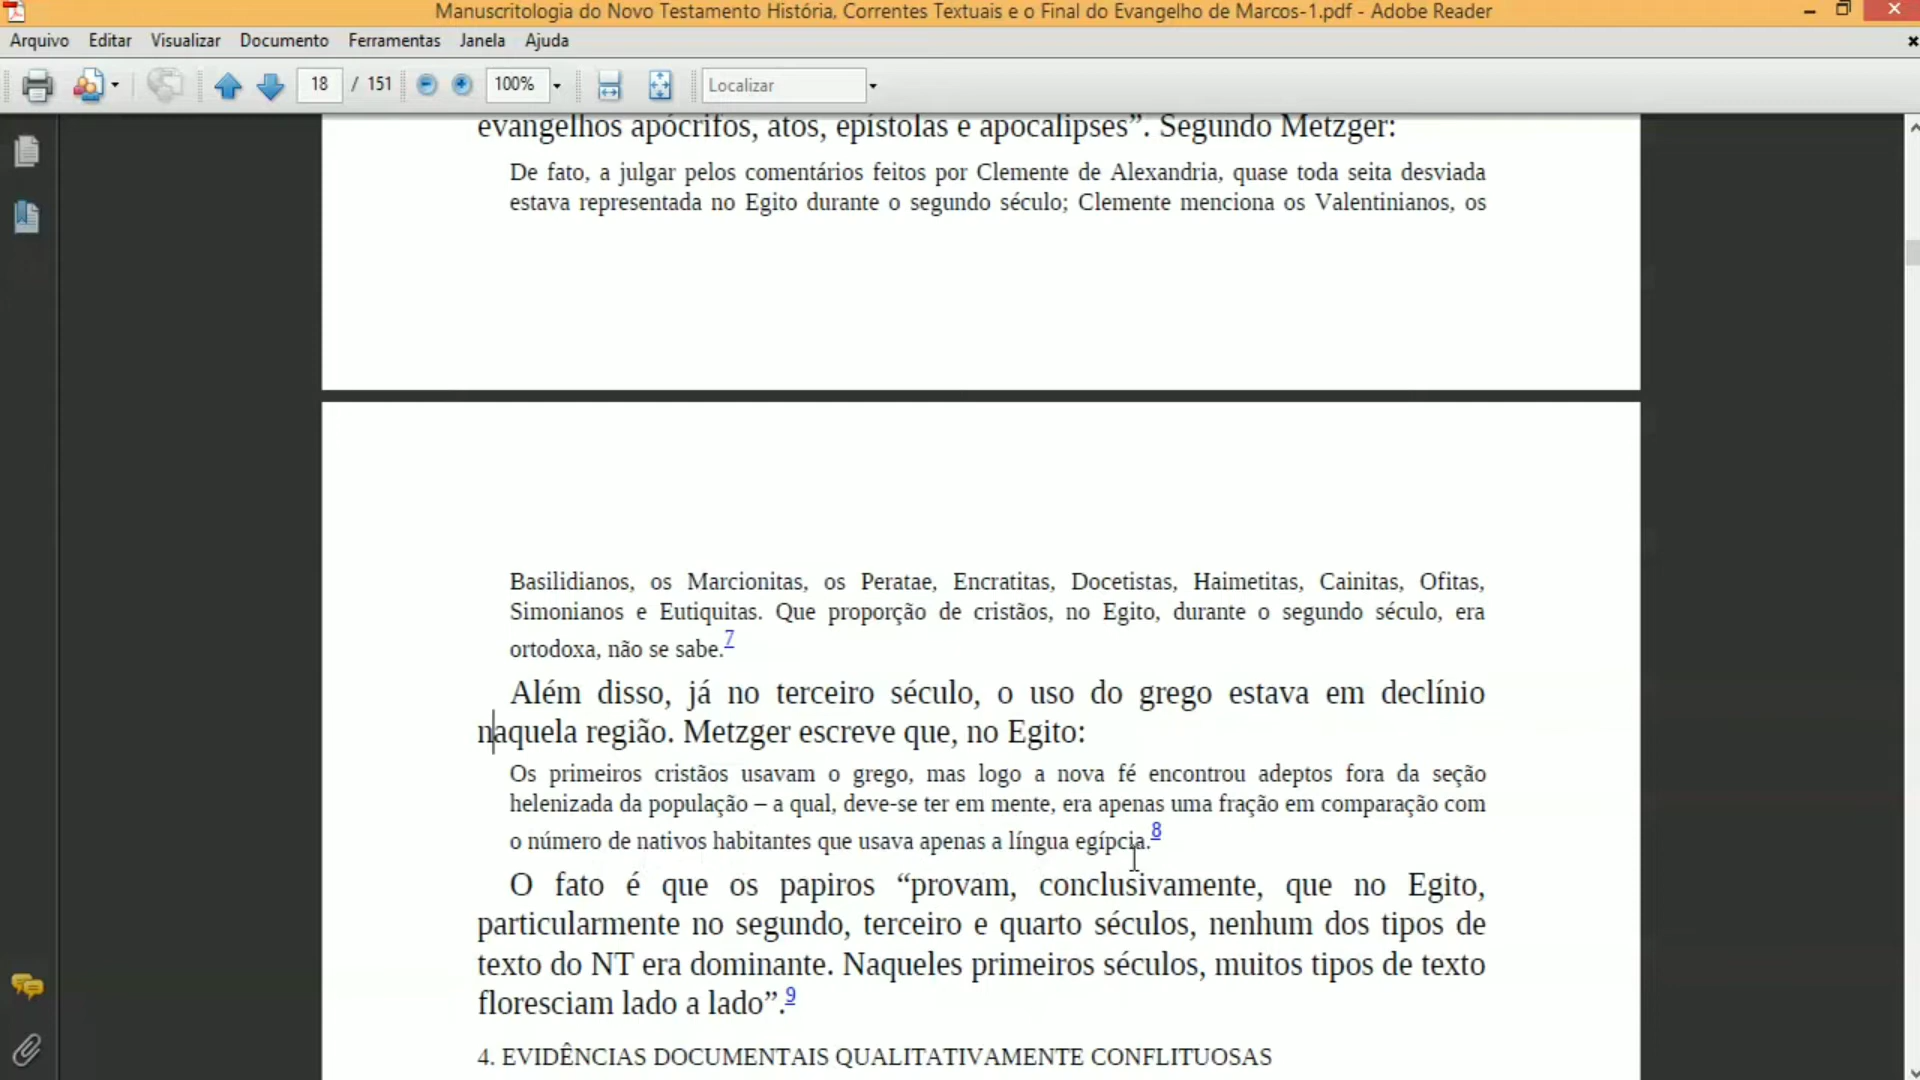 Manuscritologia do Novo Testamento História, Correntes Textuais e o Final do Evangelho de Marcos-1.pdf - Adobe Reader
Arquivo Editar Visualizar Documento Ferramentas Janela Ajuda
18 / 151 100% Localizar
evangelhos apócrifos, atos, epístolas e apocalipses”. Segundo Metzger:
De fato, a julgar pelos comentários feitos por Clemente de Alexandria, quase toda seita desviada
estava representada no Egito durante o segundo século; Clemente menciona os Valentinianos, os
Basilidianos, os Marcionitas, os Peratae, Encratitas, Docetistas, Haimetitas, Cainitas, Ofitas,
Simonianos e Eutiquitas. Que proporção de cristãos, no Egito, durante o segundo século, era
ortodoxa, não se sabe.7
Além disso, já no terceiro século, o uso do grego estava em declínio
naquela região. Metzger escreve que, no Egito:
Os primeiros cristãos usavam o grego, mas logo a nova fé encontrou adeptos fora da seção
helenizada da população – a qual, deve-se ter em mente, era apenas uma fração em comparação com
o número de nativos habitantes que usava apenas a língua egípcia.8
O fato é que os papiros “provam, conclusivamente, que no Egito,
particularmente no segundo, terceiro e quarto séculos, nenhum dos tipos de
texto do NT era dominante. Naqueles primeiros séculos, muitos tipos de texto
floresciam lado a lado”.9
4. EVIDÊNCIAS DOCUMENTAIS QUALITATIVAMENTE CONFLITUOSAS